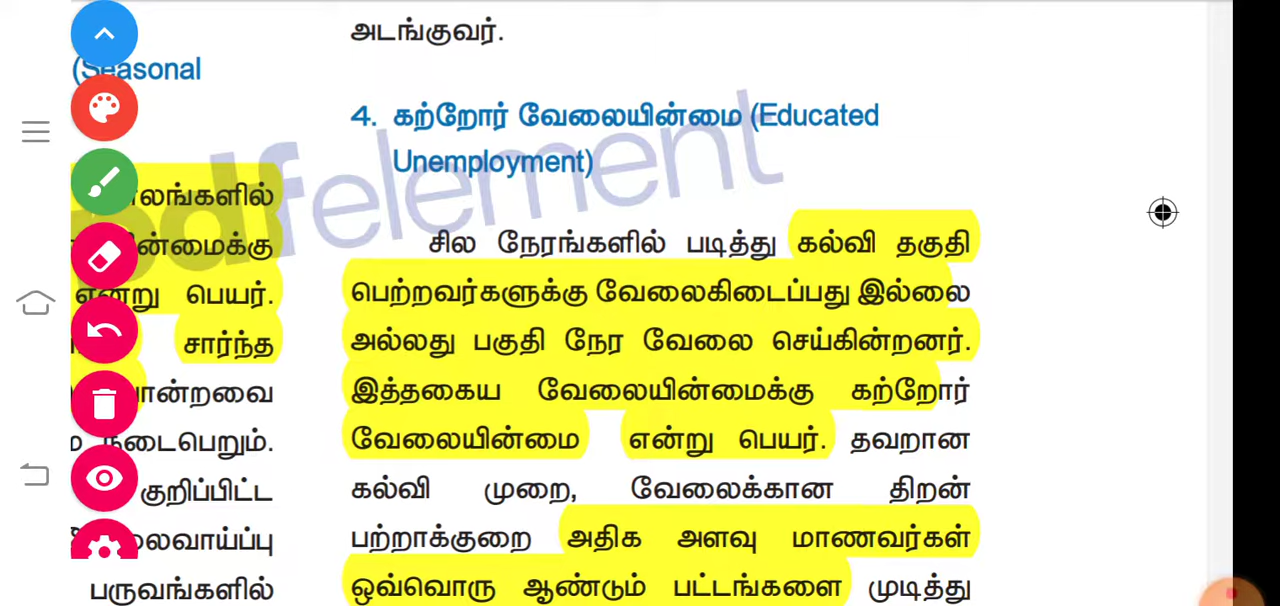 (Seasonal
லங்களில்
ின்மைக்கு
என்று பெயர்.
சார்ந்த
நடைபெறும்.
குறிப்பிட்ட
பருவங்களில்
அடங்குவர்.
4. கற்றோர் வேலையின்மை (Educated
Unemployment)
சில நேரங்களில் படித்து கல்வி தகுதி
பெற்றவர்களுக்கு வேலைகிடைப்பது இல்லை
அல்லது பகுதி நேர வேலை செய்கின்றனர்.
இத்தகைய வேலையின்மைக்கு கற்றோர்
வேலையின்மை என்று பெயர். தவறான
கல்வி முறை, வேலைக்கான திறன்
பற்றாக்குறை அதிக அளவு மாணவர்கள்
ஒவ்வொரு ஆண்டும் பட்டங்களை முடித்து
pdfelement